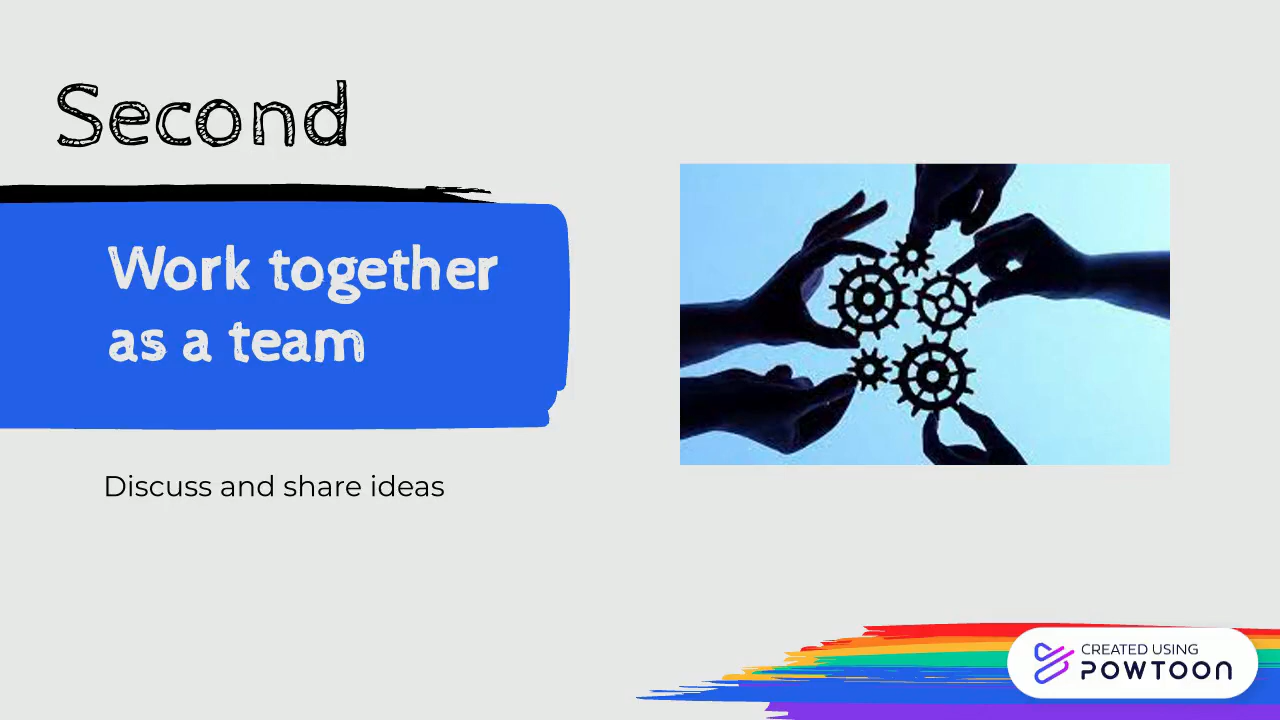 Second
Work together
as a team
Discuss and share ideas
CREATED USING
POWTOON